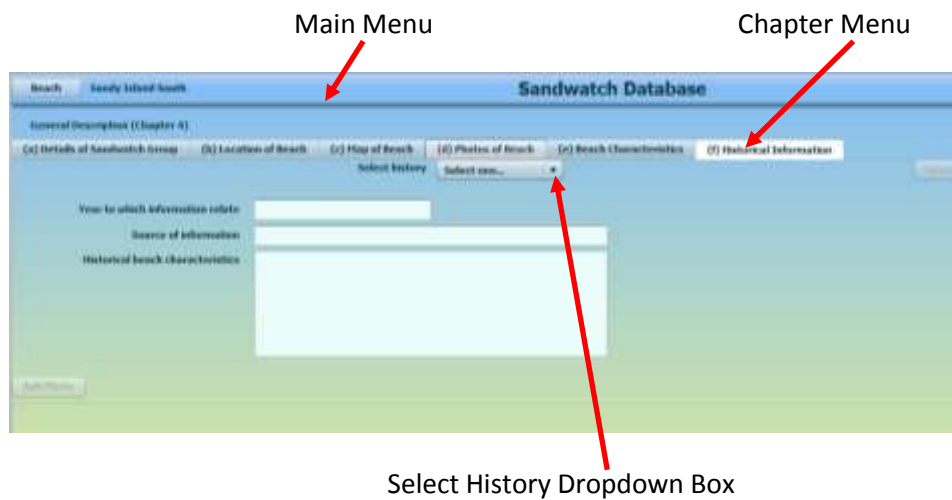 Main Menu Chapter Menu
Beach Sandy Island South Sandwatch Database
General Description (Chapter 4)
(a) Details of Sandwatch Group (b) Location of Beach (c) Map of Beach (d) Photos of Beach (e) Beach Characteristics (f) Historical Information
Select history Select one...
Year to which information relate
Source of information
Historical beach characteristics
Select History Dropdown Box